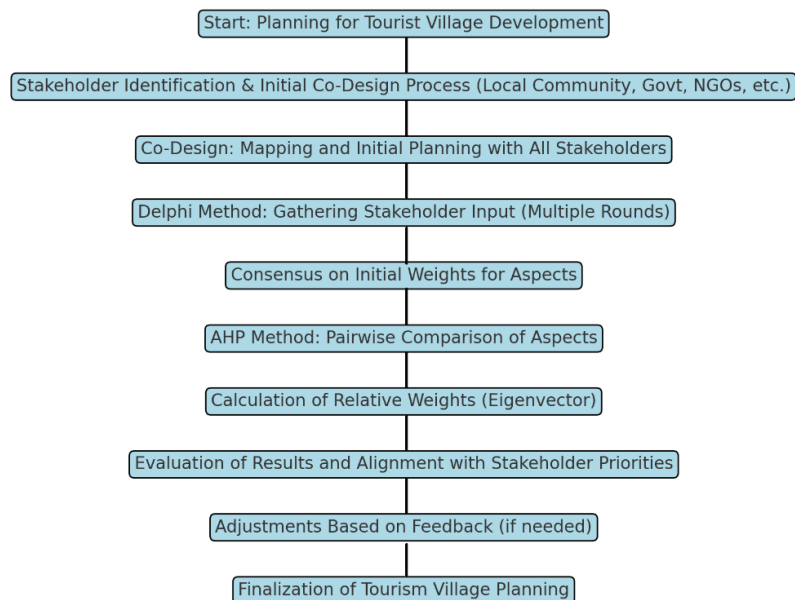 Start: Planning for Tourist Village Development
Stakeholder Identification & Initial Co-Design Process (Local Community, Govt, NGOs, etc.)
Co-Design: Mapping and Initial Planning with All Stakeholders
Delphi Method: Gathering Stakeholder Input (Multiple Rounds)
Consensus on Initial Weights for Aspects
AHP Method: Pairwise Comparison of Aspects
Calculation of Relative Weights (Eigenvector)
Evaluation of Results and Alignment with Stakeholder Priorities
Adjustments Based on Feedback (if needed)
Finalization of Tourism Village Planning